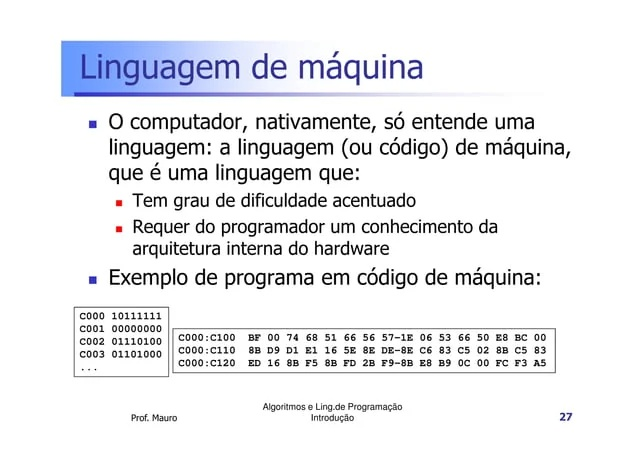 Linguagem de máquina
O computador, nativamente, só entende uma
linguagem: a linguagem (ou código) de máquina,
que é uma linguagem que:
Tem grau de dificuldade acentuado
Requer do programador um conhecimento da
arquitetura interna do hardware
Exemplo de programa em código de máquina:
C000 10111111
C001 00000000
C002 01110100
C003 01101000
...
C000:C100 BF 00 74 68 51 66 56 57-1E 06 53 66 50 E8 BC 00
C000:C110 8B D9 D1 E1 16 5E 8E DE-8E C6 83 C5 02 8B C5 83
C000:C120 ED 16 8B F5 8B FD 2B F9-8B E8 B9 0C 00 FC F3 A5
Prof. Mauro
Algoritmos e Ling.de Programação
Introdução
27